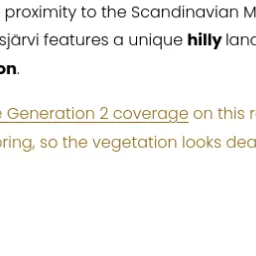 proximity to the Scandinavian M
sjärvi features a unique hilly land
on.
Generation 2 coverage on this r
oring, so the vegetation looks dea